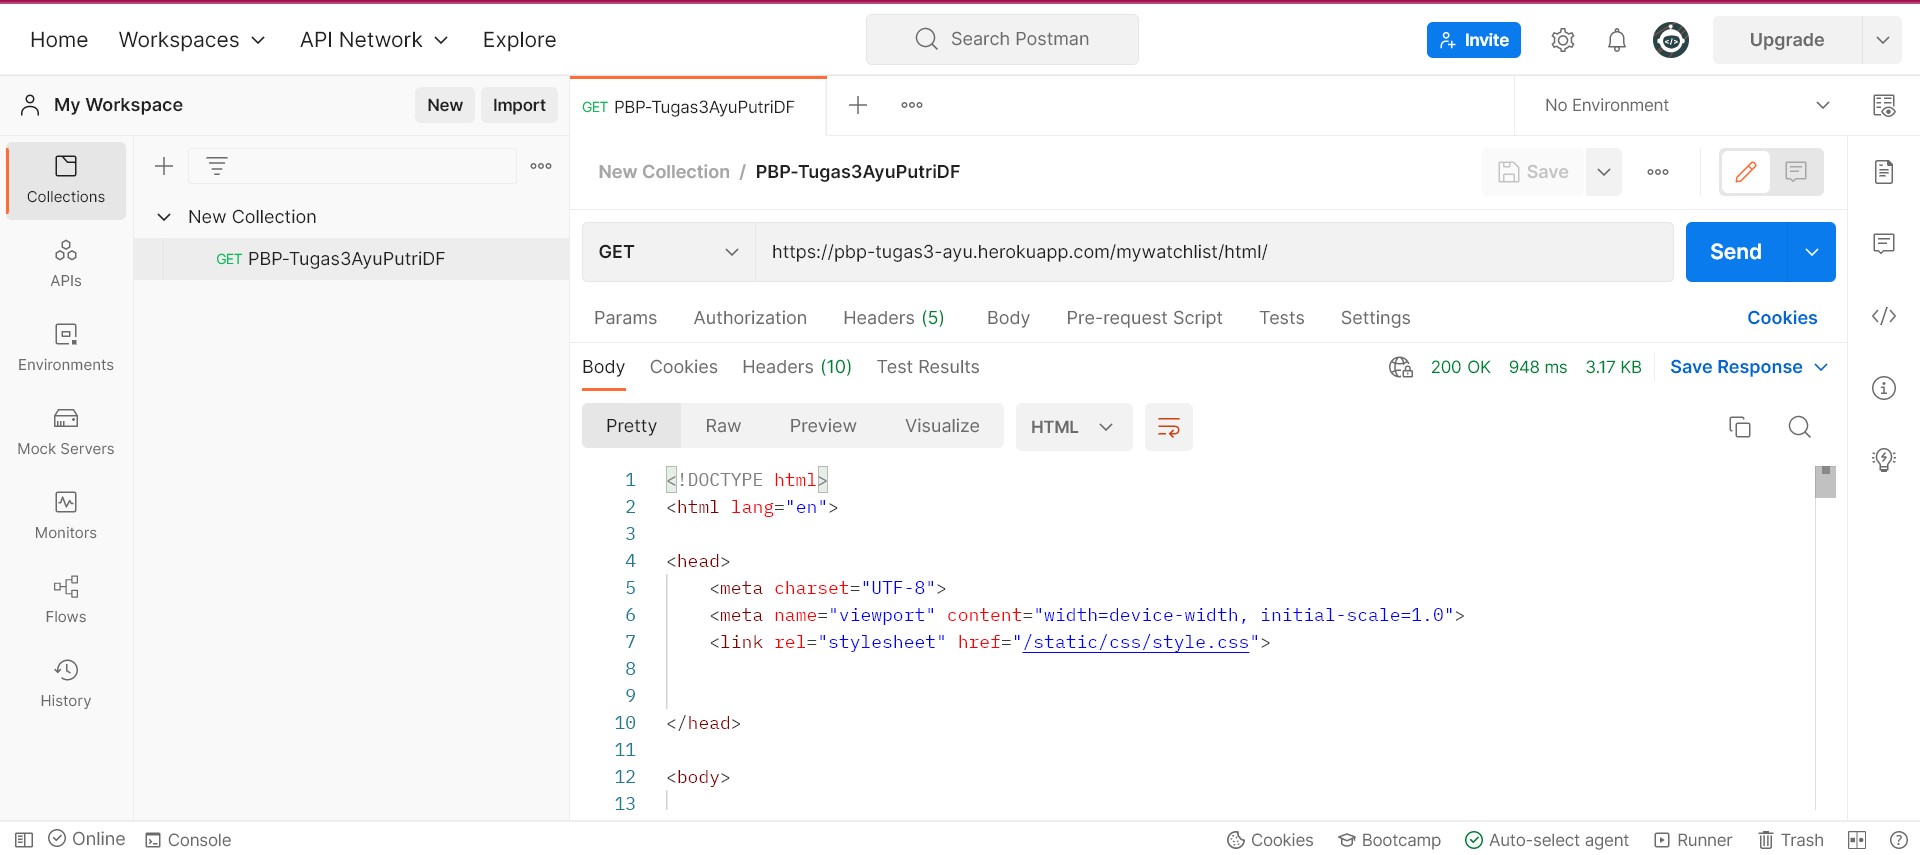 Home Workspaces API Network Explore Search Postman Invite Upgrade
My Workspace New Import GET PBP-Tugas3AyuPutriDF No Environment
New Collection / PBP-Tugas3AyuPutriDF Save
Collections
New Collection
GET PBP-Tugas3AyuPutriDF
APIs
Environments
Mock Servers
Monitors
Flows
History
GET https://pbp-tugas3-ayu.herokuapp.com/mywatchlist/html/ Send
Params Authorization Headers (5) Body Pre-request Script Tests Settings Cookies
Body Cookies Headers (10) Test Results 200 OK 948 ms 3.17 KB Save Response
Pretty Raw Preview Visualize HTML
1 <!DOCTYPE html>
2 <html lang="en">
3
4 <head>
5 <meta charset="UTF-8">
6 <meta name="viewport" content="width=device-width, initial-scale=1.0">
7 <link rel="stylesheet" href="/static/css/style.css">
8
9
10 </head>
11
12 <body>
13
Online Console Cookies Bootcamp Auto-select agent Runner Trash